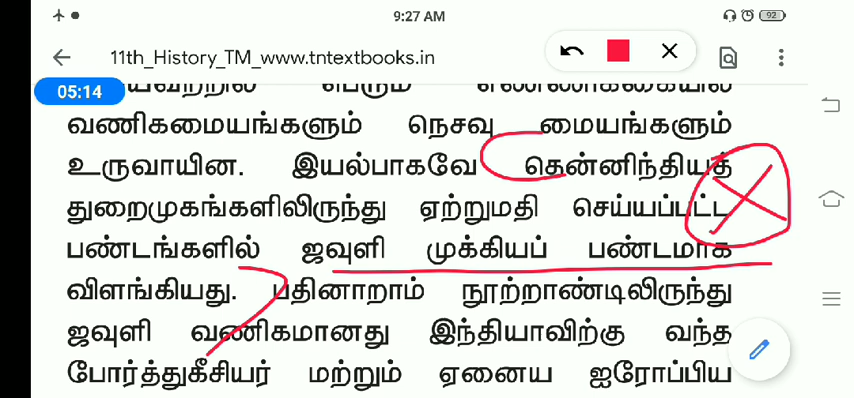 9:27 AM
92
11th_History_TM_www.tntextbooks.in
05:14
பெரும் எண்ணிக்கையில்
வணிகமையங்களும் நெசவு மையங்களும்
உருவாயின. இயல்பாகவே தென்னிந்தியத்
துறைமுகங்களிலிருந்து ஏற்றுமதி செய்யப்பட்ட
பண்டங்களில் ஜவுளி முக்கியப் பண்டமாக
விளங்கியது. பதினாறாம் நூற்றாண்டிலிருந்து
ஜவுளி வணிகமானது இந்தியாவிற்கு வந்த
போர்த்துகீசியர் மற்றும் ஏனைய ஐரோப்பிய